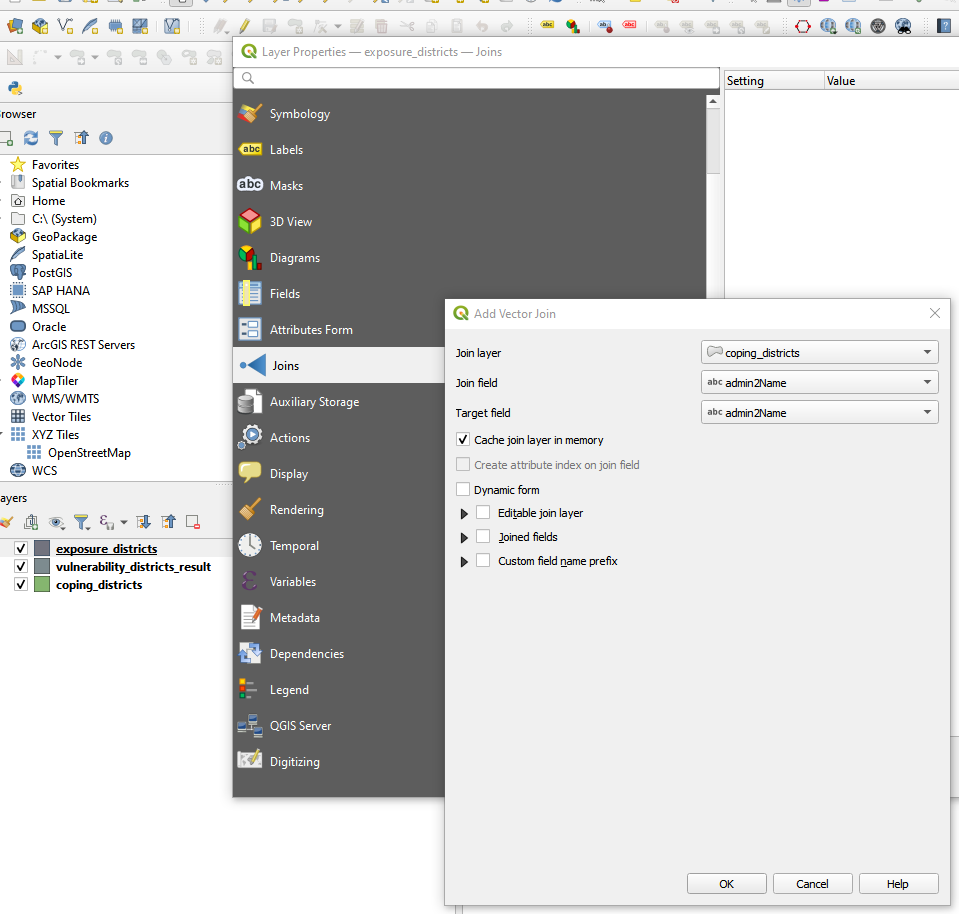 Layer Properties — exposure_districts — Joins
Setting
Value
rowser
Favorites
Spatial Bookmarks
Home
C:\ (System)
GeoPackage
SpatiaLite
PostGIS
SAP HANA
MSSQL
Oracle
ArcGIS REST Servers
GeoNode
MapTiler
WMS/WMTS
Vector Tiles
XYZ Tiles
OpenStreetMap
WCS
ayers
exposure_districts
vulnerability_districts_result
coping_districts
Symbology
abc Labels
abc Masks
3D View
Diagrams
Fields
Attributes Form
Joins
Auxiliary Storage
Actions
Display
Rendering
Temporal
Variables
Metadata
Dependencies
Legend
QGIS Server
Digitizing
Add Vector Join
Join layer
coping_districts
Join field
abc admin2Name
Target field
abc admin2Name
Cache join layer in memory
Create attribute index on join field
Dynamic form
Editable join layer
Joined fields
Custom field name prefix
OK
Cancel
Help